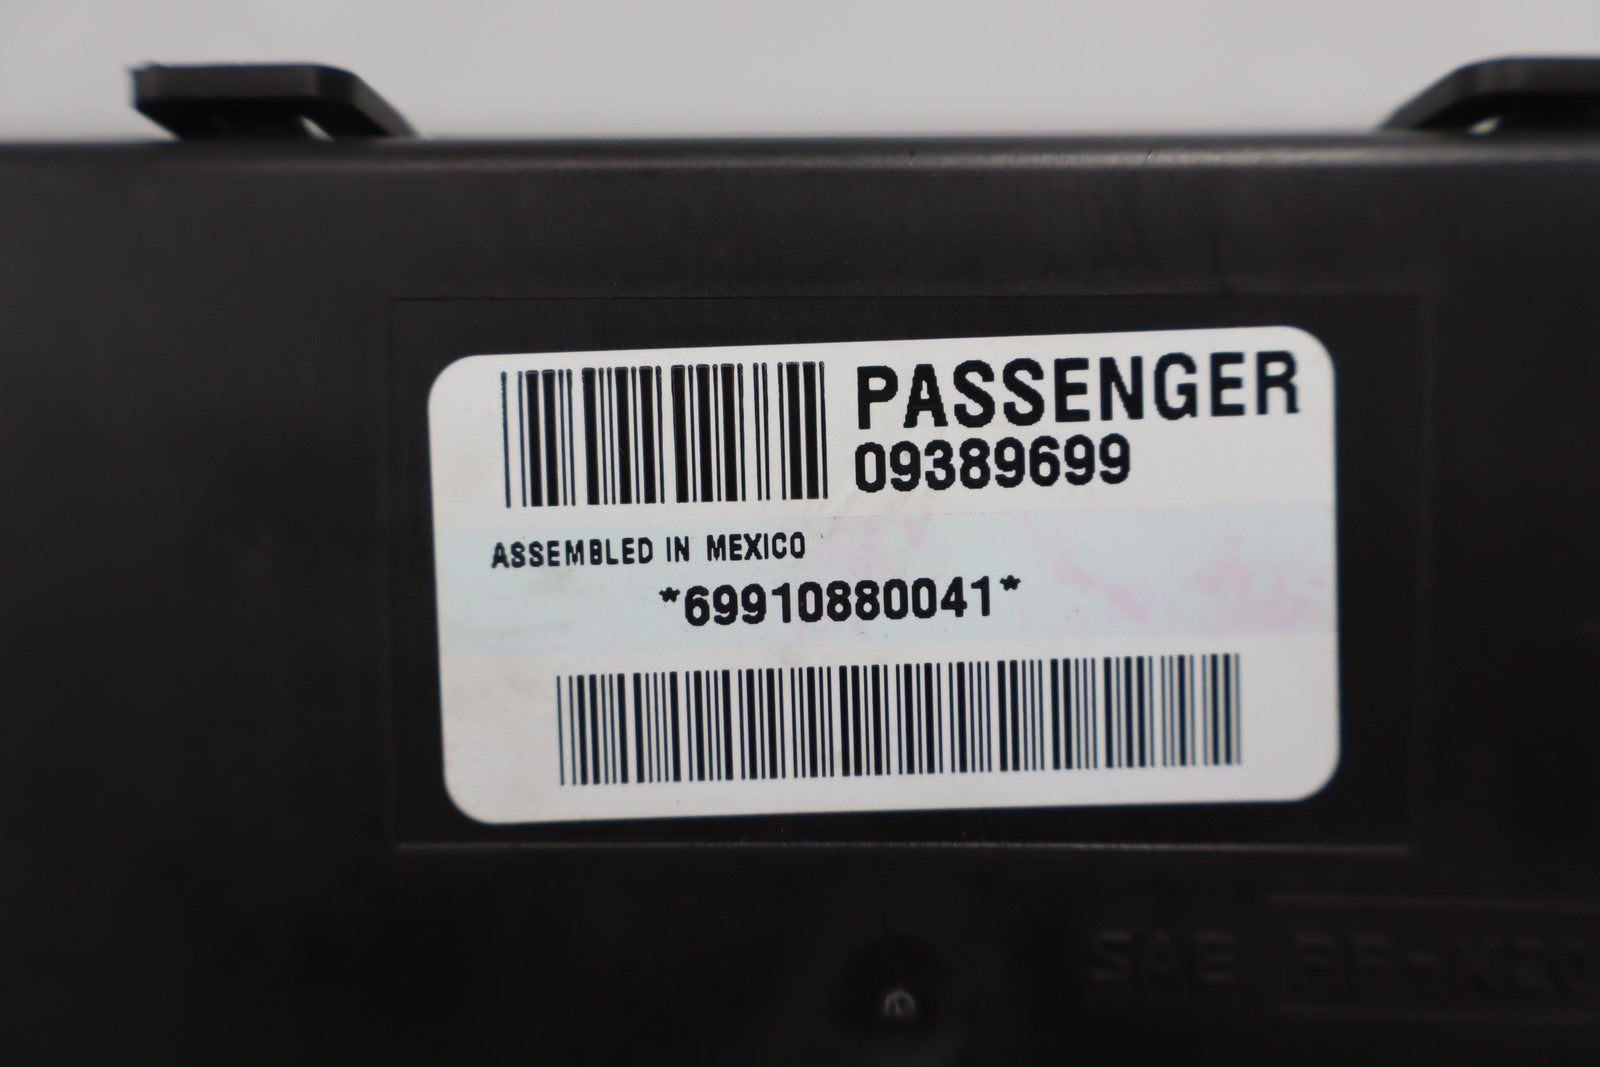 PASSENGER
09389699
ASSEMBLED IN MEXICO
*69910880041*
SAE